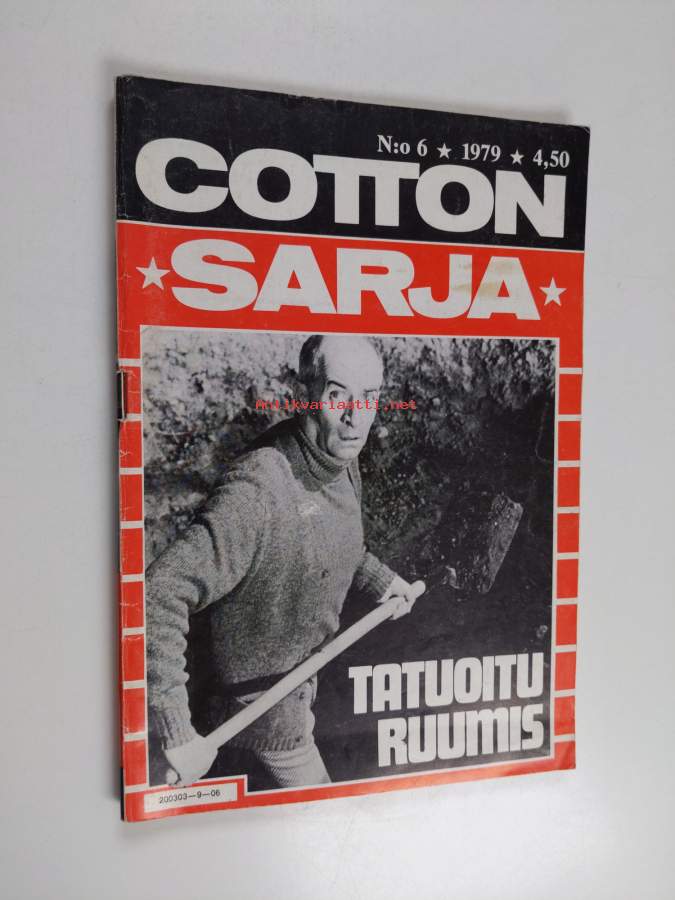 N:o 6 ★ 1979 ★ 4,50
COTTON
★SARJA★
Antikvariaatti.net
TATUOITU
RUUMIS
200303—9—06